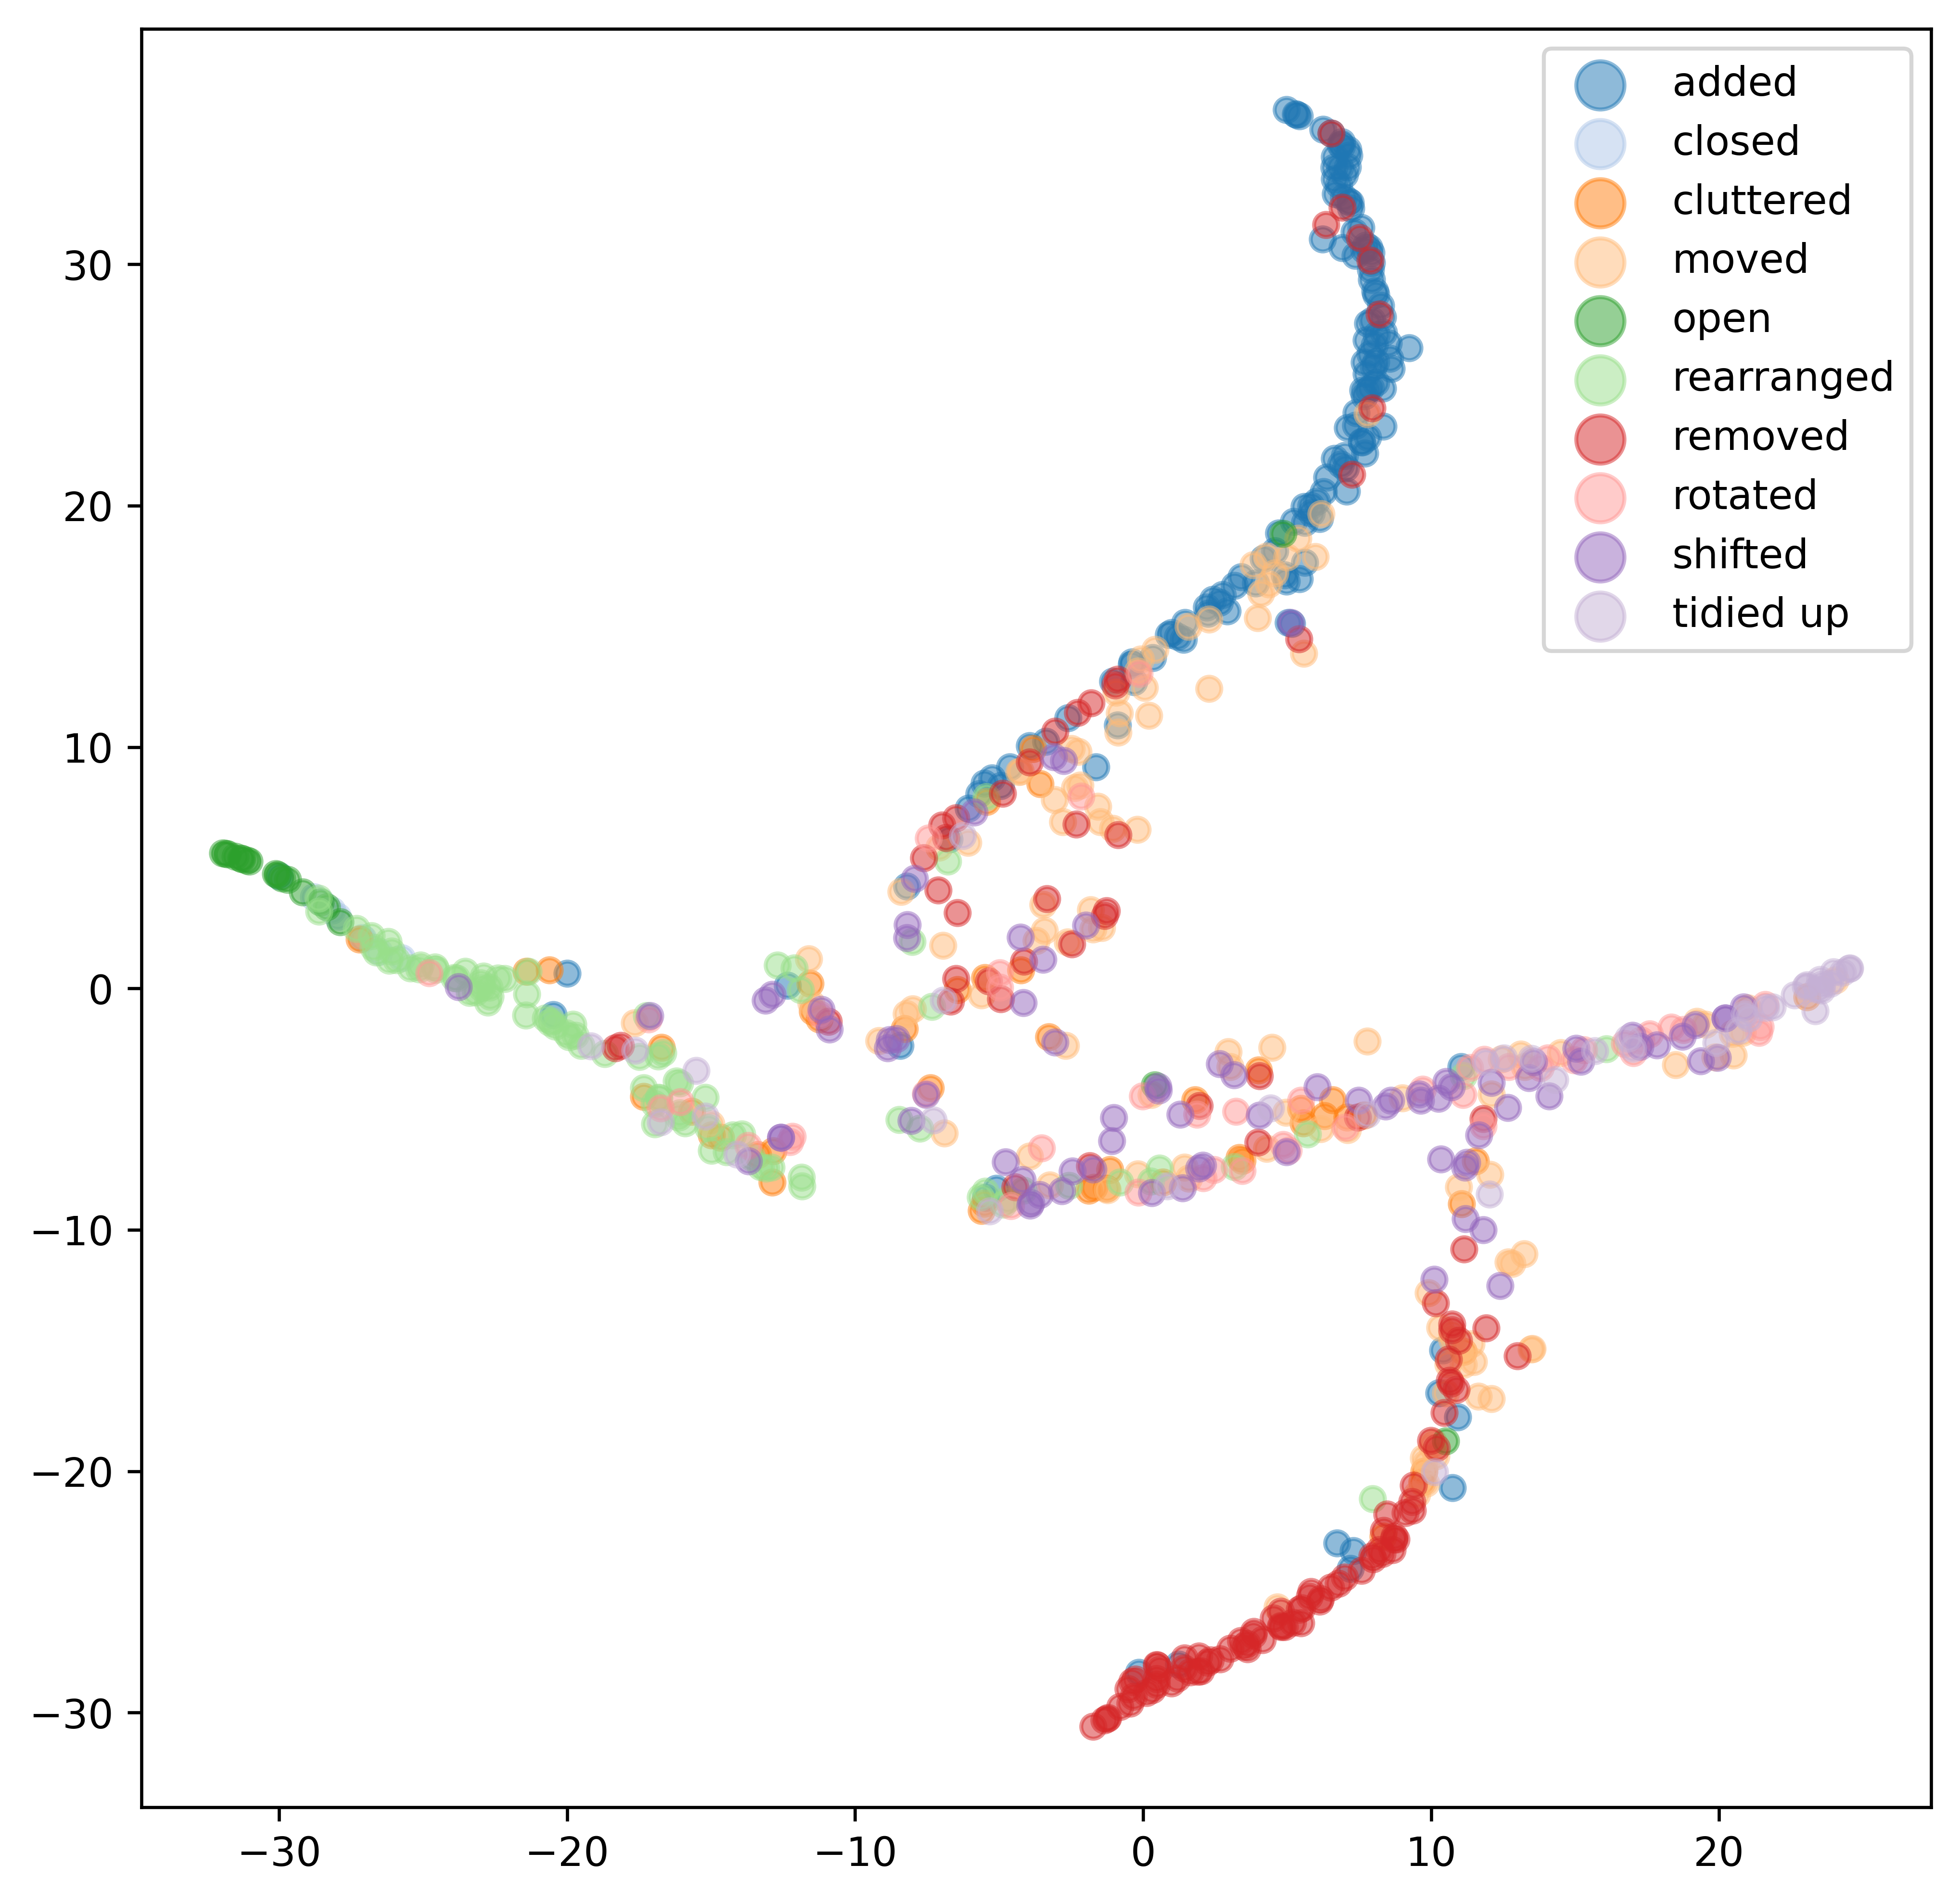 added
closed
cluttered
moved
open
rearranged
removed
rotated
shifted
tidied up
30
20
10
0
−10
−20
−30
−30 −20 −10 0 10 20